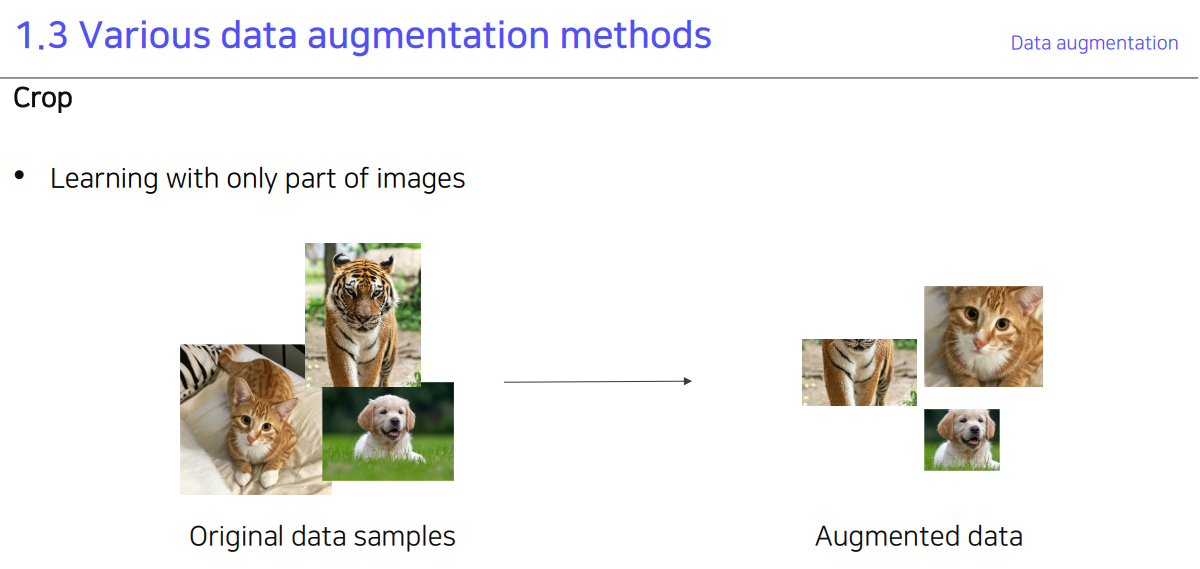 1.3 Various data augmentation methods
Data augmentation
Crop
• Learning with only part of images
Original data samples
Augmented data